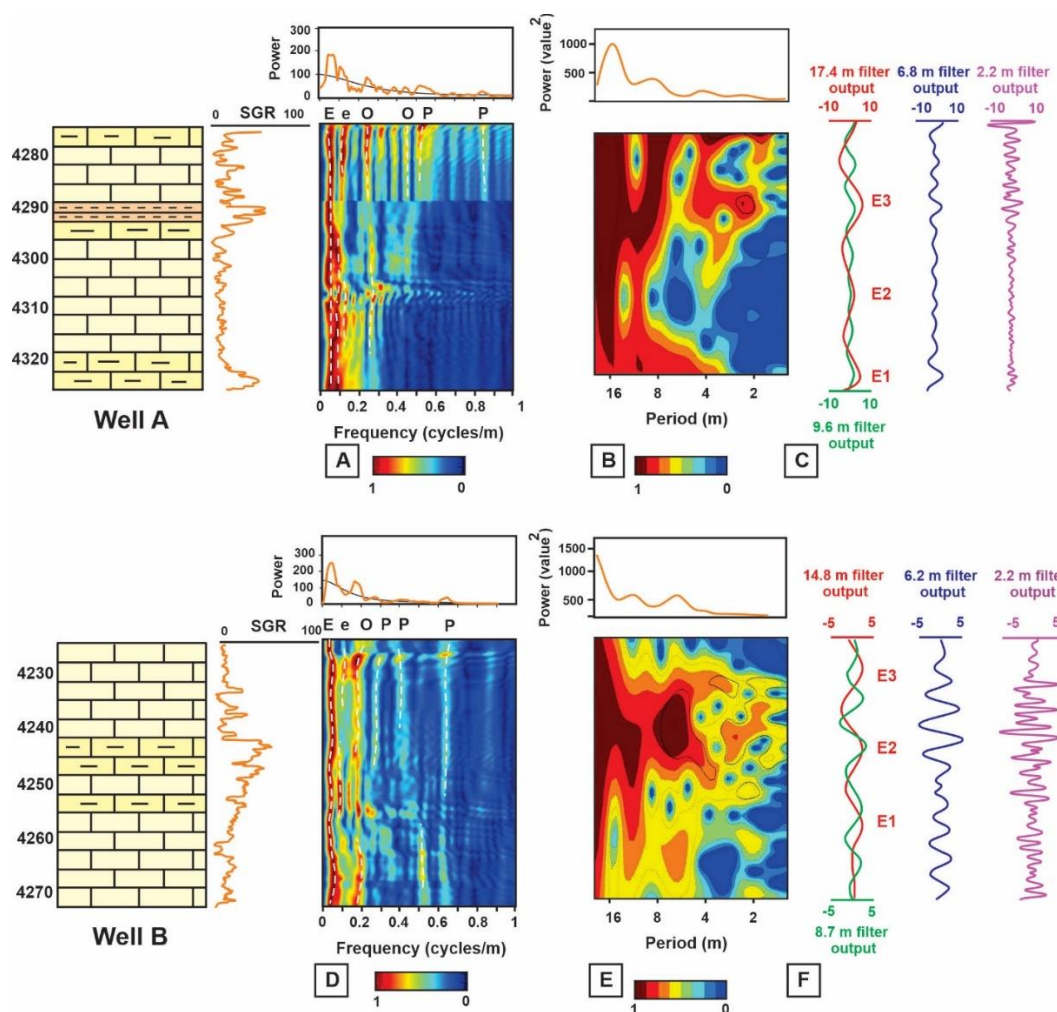 300
200
100
0
Power
E e O O P P
0 SGR 100
4280
4290
4300
4310
4320
Well A
0 0.2 0.4 0.6 0.8 1
Frequency (cycles/m)
A
1 0
1000
500
Power (value²)
16 8 4 2
Period (m)
B
1 0
17.4 m filter
output
-10 10
E3
E2
E1
-10 10
9.6 m filter
output
6.8 m filter
output
-10 10
2.2 m filter
output
-10 10
C
300
200
100
0
Power
E e O P P P
0 SGR 100
4230
4240
4250
4260
4270
Well B
0 0.2 0.4 0.6 0.8 1
Frequency (cycles/m)
D
1 0
1500
1000
500
Power (value²)
16 8 4 2
Period (m)
E
1 0
14.8 m filter
output
-5 5
E3
E2
E1
-5 5
8.7 m filter
output
6.2 m filter
output
-5 5
2.2 m filter
output
-5 5
F